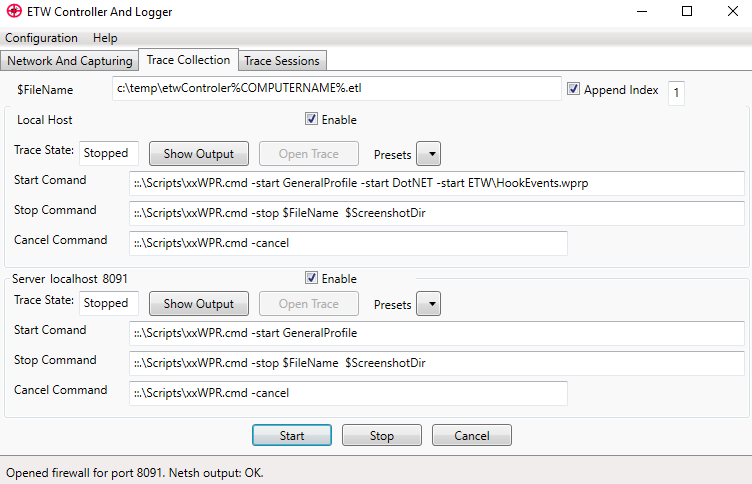 ETW Controller And Logger
Configuration Help
Network And Capturing Trace Collection Trace Sessions
$FileName c:\temp\etwControler%COMPUTERNAME%.etl Append Index 1
Local Host Enable
Trace State: Stopped Show Output Open Trace Presets
Start Comand ::.\Scripts\xxWPR.cmd -start GeneralProfile -start DotNET -start ETW\HookEvents.wprp
Stop Command ::.\Scripts\xxWPR.cmd -stop $FileName $ScreenshotDir
Cancel Command ::.\Scripts\xxWPR.cmd -cancel
Server localhost 8091 Enable
Trace State: Stopped Show Output Open Trace Presets
Start Comand ::.\Scripts\xxWPR.cmd -start GeneralProfile
Stop Command ::.\Scripts\xxWPR.cmd -stop $FileName $ScreenshotDir
Cancel Command ::.\Scripts\xxWPR.cmd -cancel
Start Stop Cancel
Opened firewall for port 8091. Netsh output: OK.